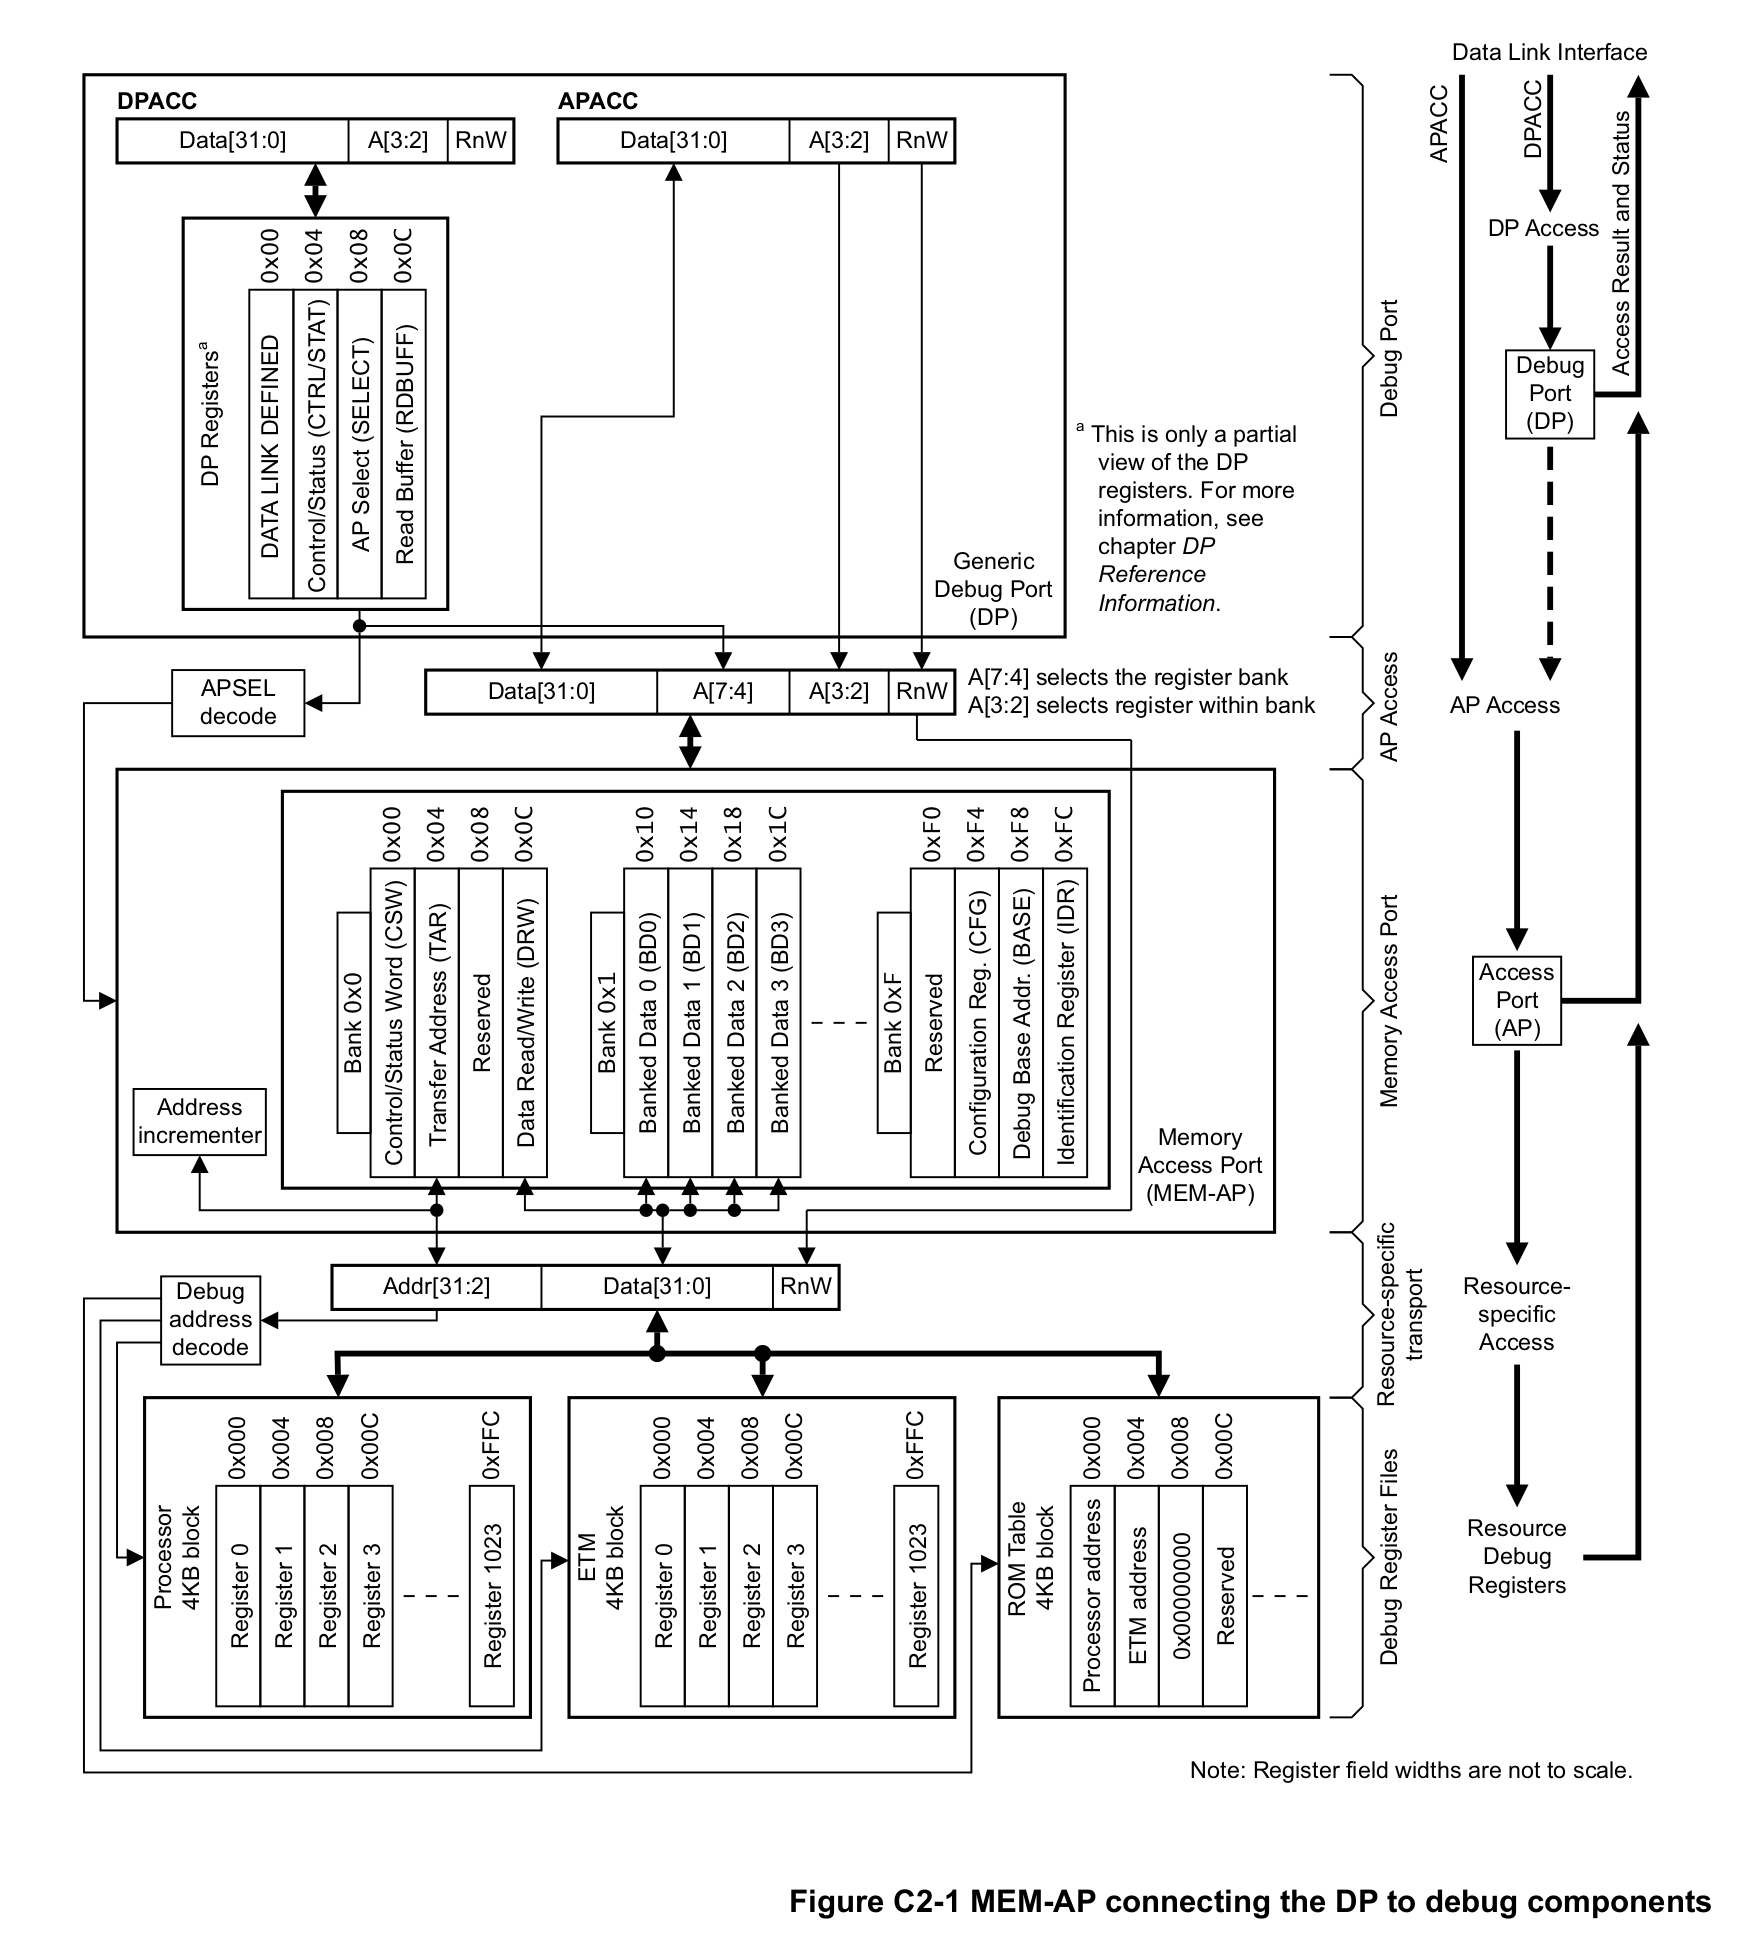 Data Link Interface
DPACC
Data[31:0]
A[3:2]
RnW
APACC
Data[31:0]
A[3:2]
RnW
DP Registersa
0x00
0x04
0x08
0x0C
DATA LINK DEFINED
Control/Status (CTRL/STAT)
AP Select (SELECT)
Read Buffer (RDBUFF)
Generic
Debug Port
(DP)
a This is only a partial
view of the DP
registers. For more
information, see
chapter DP
Reference
Information.
Debug Port
APACC
DPACC
Access Result and Status
DP Access
Debug
Port
(DP)
APSEL
decode
Data[31:0]
A[7:4]
A[3:2]
RnW
A[7:4] selects the register bank
A[3:2] selects register within bank
AP Access
AP Access
Bank 0x0
0x00
0x04
0x08
0x0C
Control/Status Word (CSW)
Transfer Address (TAR)
Reserved
Data Read/Write (DRW)
Bank 0x1
0x10
0x14
0x18
0x1C
Banked Data 0 (BD0)
Banked Data 1 (BD1)
Banked Data 2 (BD2)
Banked Data 3 (BD3)
Bank 0xF
0xF0
0xF4
0xF8
0xFC
Reserved
Configuration Reg. (CFG)
Debug Base Addr. (BASE)
Identification Register (IDR)
Address
incrementer
Memory
Access Port
(MEM-AP)
Memory Access Port
Access
Port
(AP)
Addr[31:2]
Data[31:0]
RnW
Debug
address
decode
Resource-specific
transport
Resource-
specific
Access
Processor
4KB block
0x000
0x004
0x008
0x00C
0xFFC
Register 0
Register 1
Register 2
Register 3
Register 1023
ETM
4KB block
0x000
0x004
0x008
0x00C
0xFFC
Register 0
Register 1
Register 2
Register 3
Register 1023
ROM Table
4KB block
0x000
0x004
0x008
0x00C
Processor address
ETM address
0x00000000
Reserved
Debug Register Files
Resource
Debug
Registers
Note: Register field widths are not to scale.
Figure C2-1 MEM-AP connecting the DP to debug components